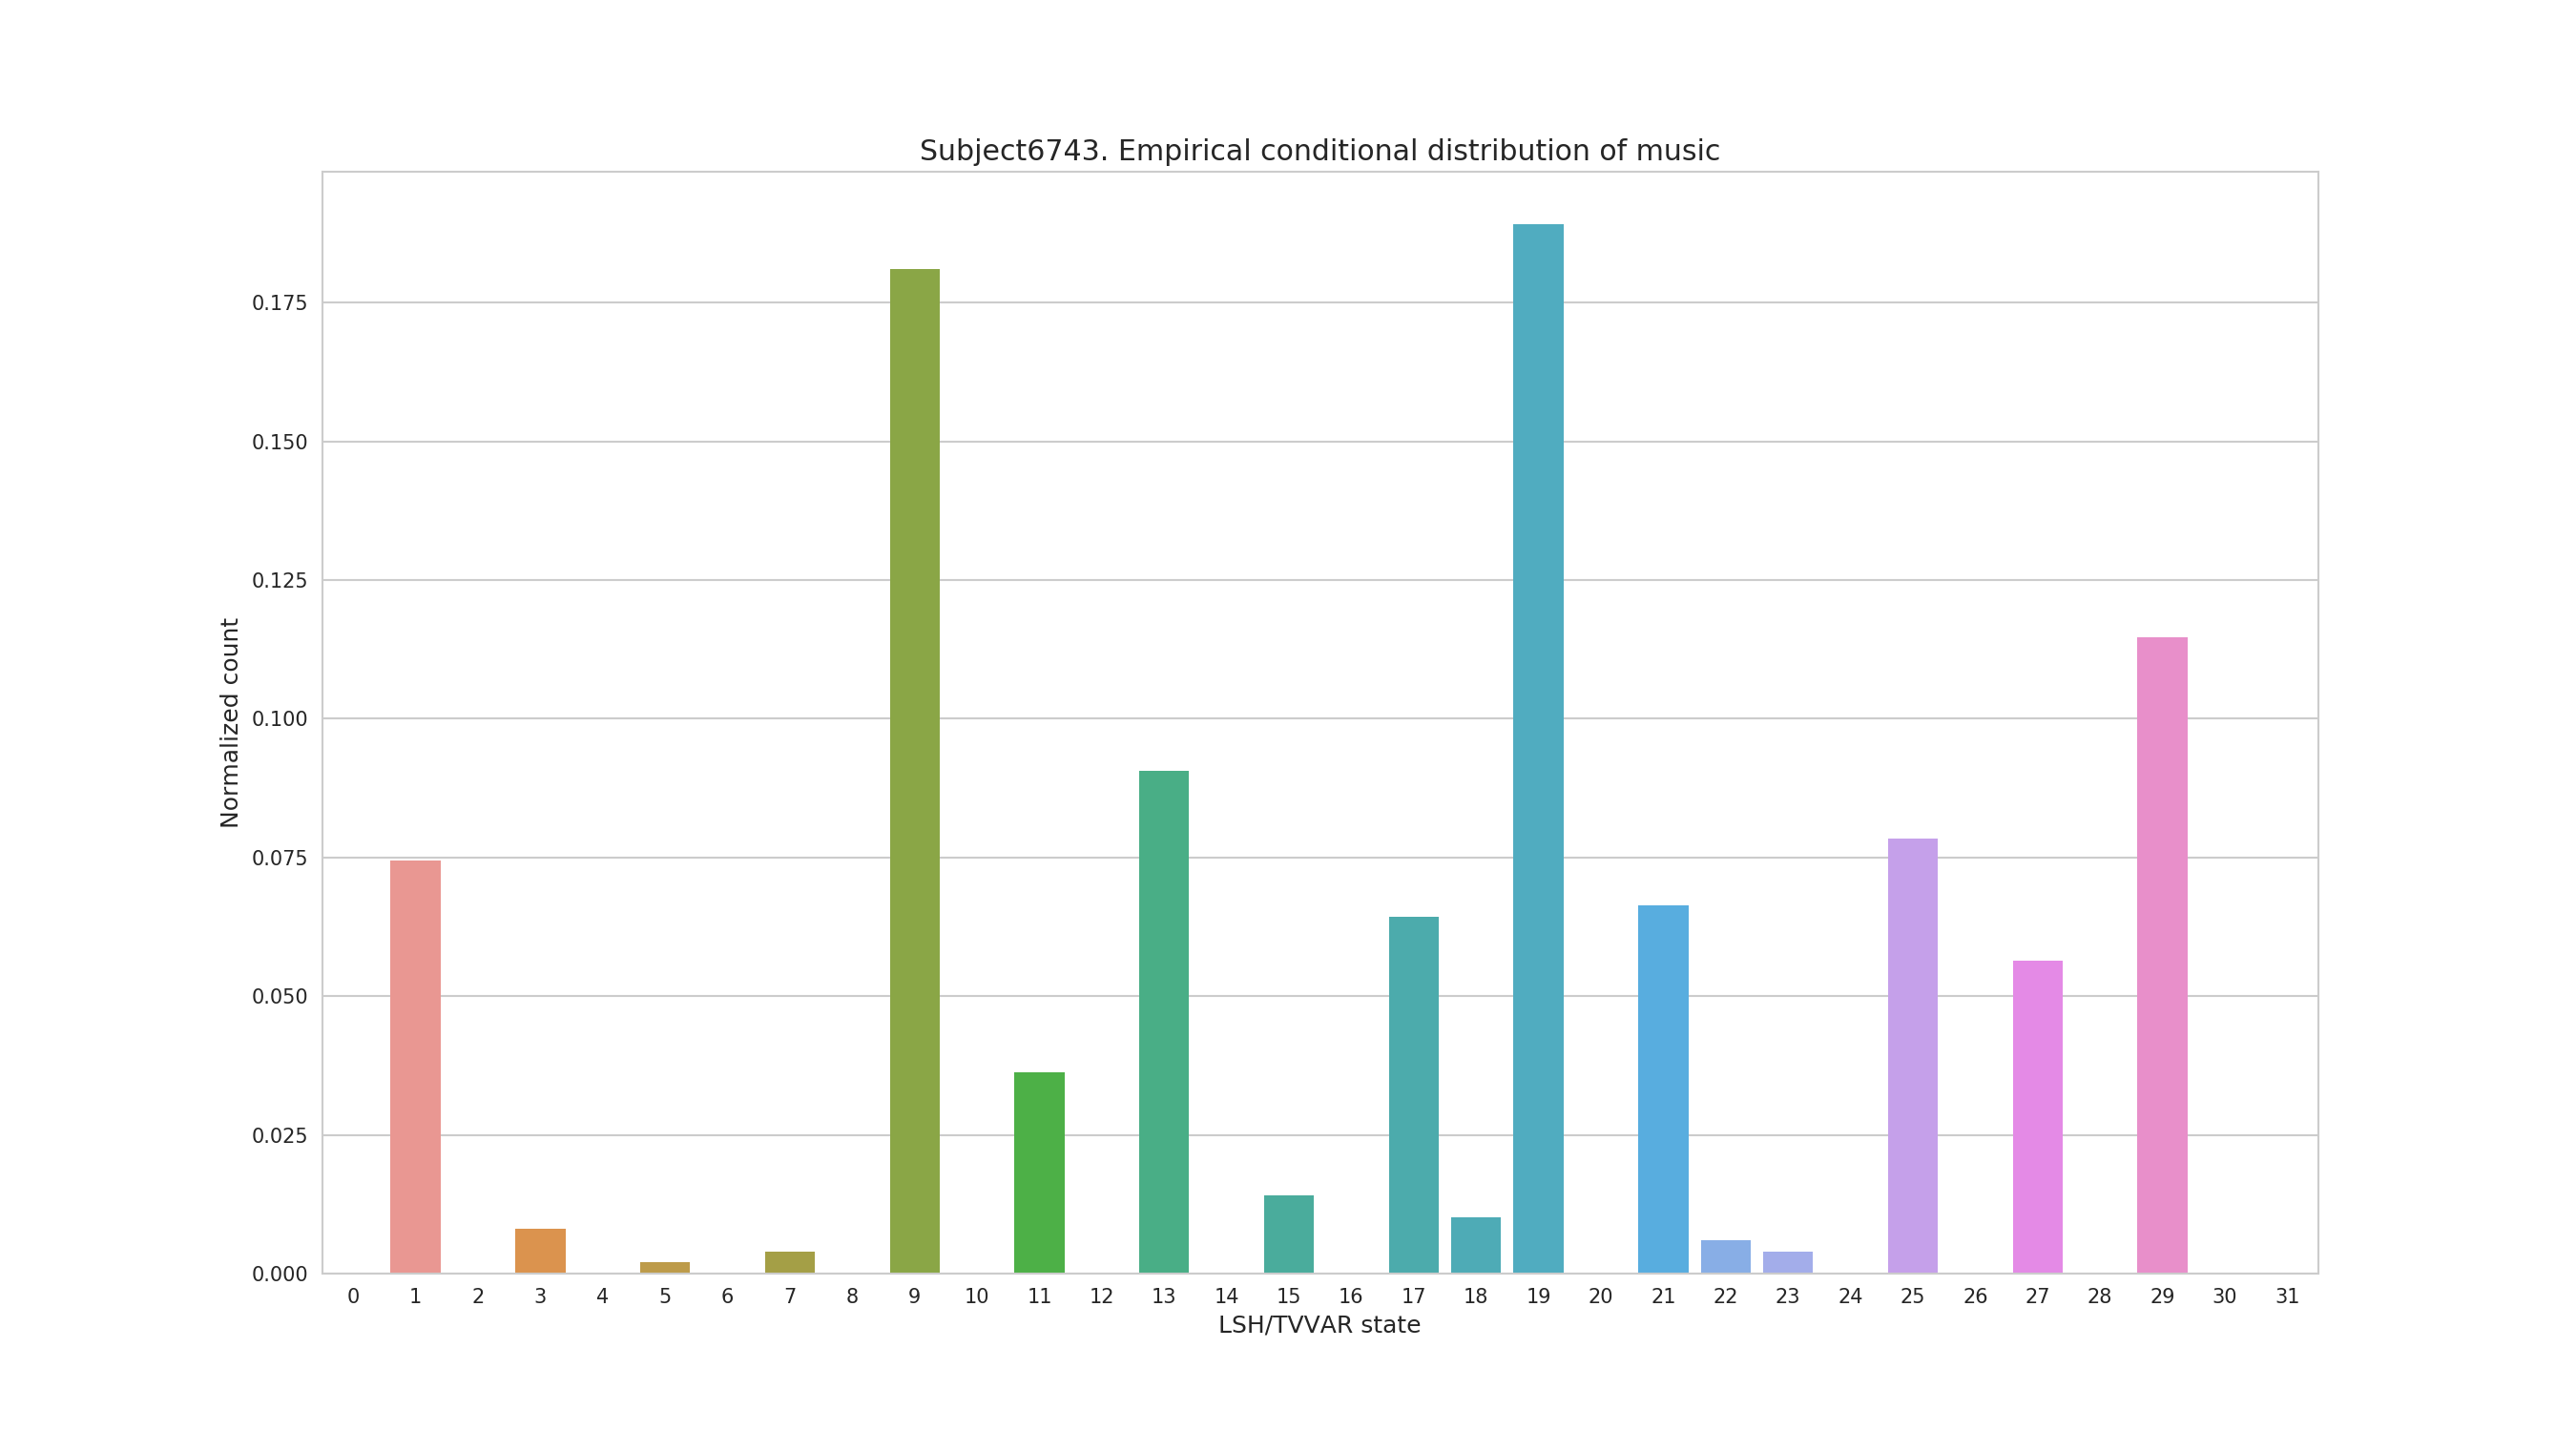 Subject6743. Empirical conditional distribution of music
Normalized count
0.175
0.150
0.125
0.100
0.075
0.050
0.025
0.000
0 1 2 3 4 5 6 7 8 9 10 11 12 13 14 15 16 17 18 19 20 21 22 23 24 25 26 27 28 29 30 31
LSH/TVVAR state